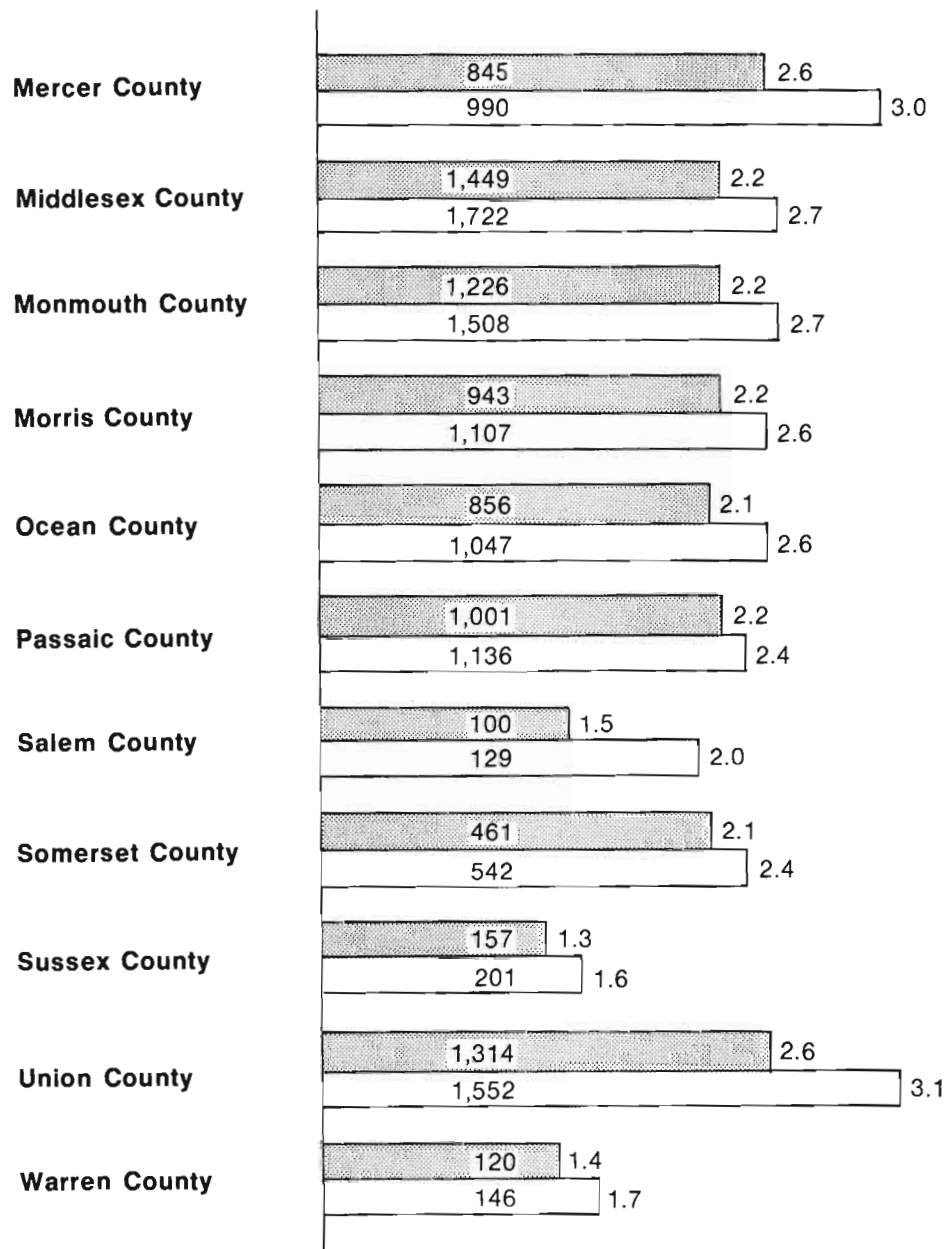 845 2.6
Mercer County
990 3.0
1,449 2.2
Middlesex County
1,722 2.7
1,226 2.2
Monmouth County
1,508 2.7
943 2.2
Morris County
1,107 2.6
856 2.1
Ocean County
1,047 2.6
1,001 2.2
Passaic County
1,136 2.4
100 1.5
Salem County
129 2.0
461 2.1
Somerset County
542 2.4
157 1.3
Sussex County
201 1.6
1,314 2.6
Union County
1,552 3.1
120 1.4
Warren County
146 1.7